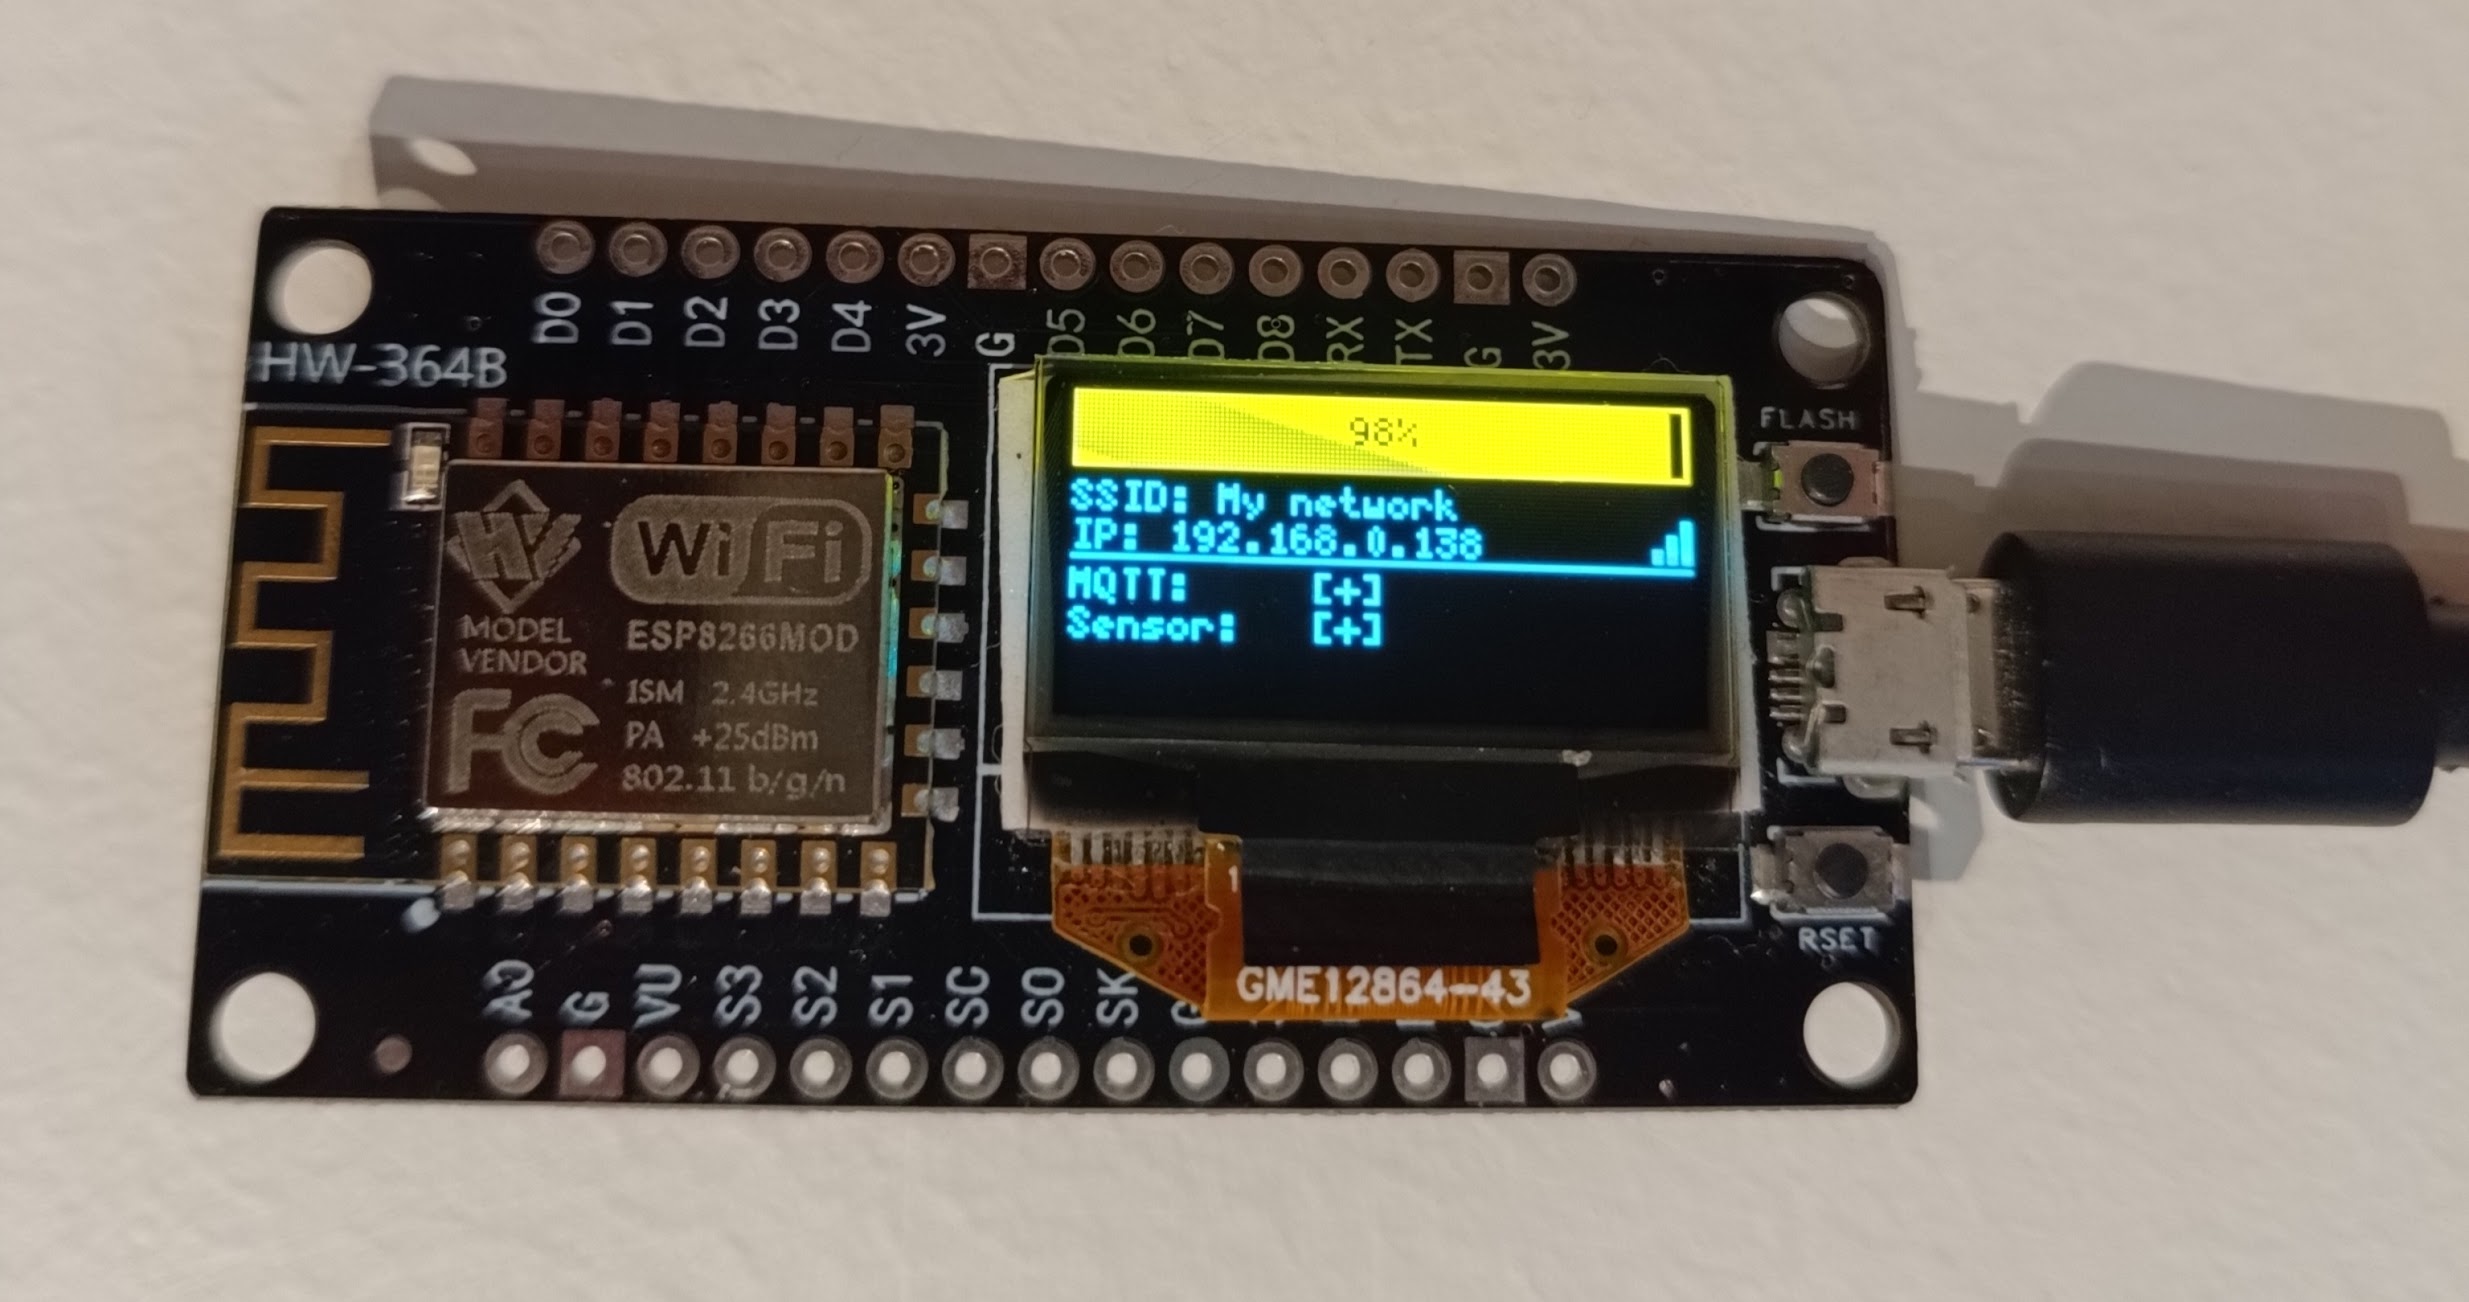 D0 D1 D2 D3 D4 3V G D5 D6 D7 D8 RX TX G 3V
HW-364B
WiFi
MODEL
VENDOR
ESP8266MOD
ISM 2.4GHz
PA +25dBm
802.11 b/g/n
FC
98%
SSID: My network
IP: 192.168.0.138
MQTT: [+]
Sensor: [+]
FLASH
RSET
1
GME12864-43
A0 G VU S3 S2 S1 SC S0 SK G